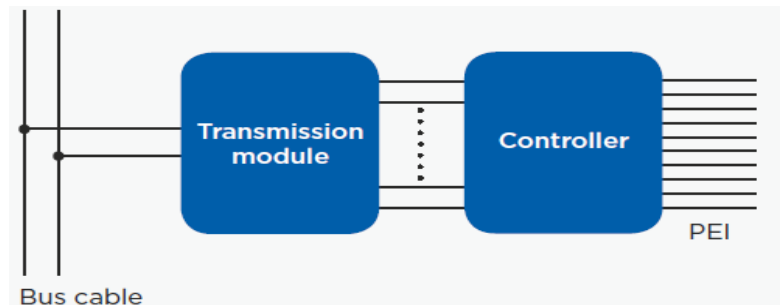 Transmission
module
Controller
PEI
Bus cable